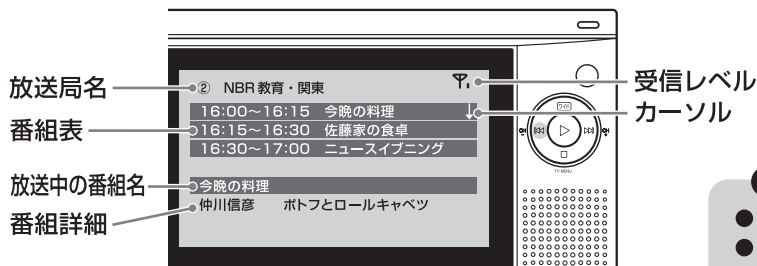 放送局名
番組表
放送中の番組名
番組詳細
② NBR 教育・関東
16:00～16:15 今晩の料理
16:15～16:30 佐藤家の食卓
16:30～17:00 ニュースイブニング
今晩の料理
仲川信彦 ポトフとロールキャベツ
受信レベル
カーソル
ワイド
TV MENU